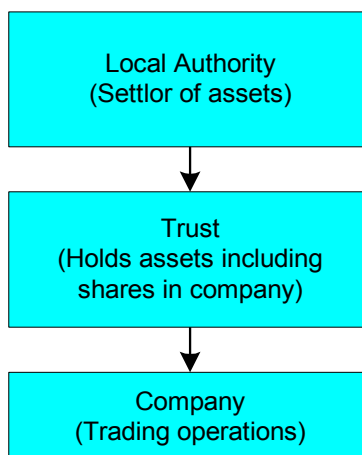 Local Authority
(Settlor of assets)
Trust
(Holds assets including
shares in company)
Company
(Trading operations)